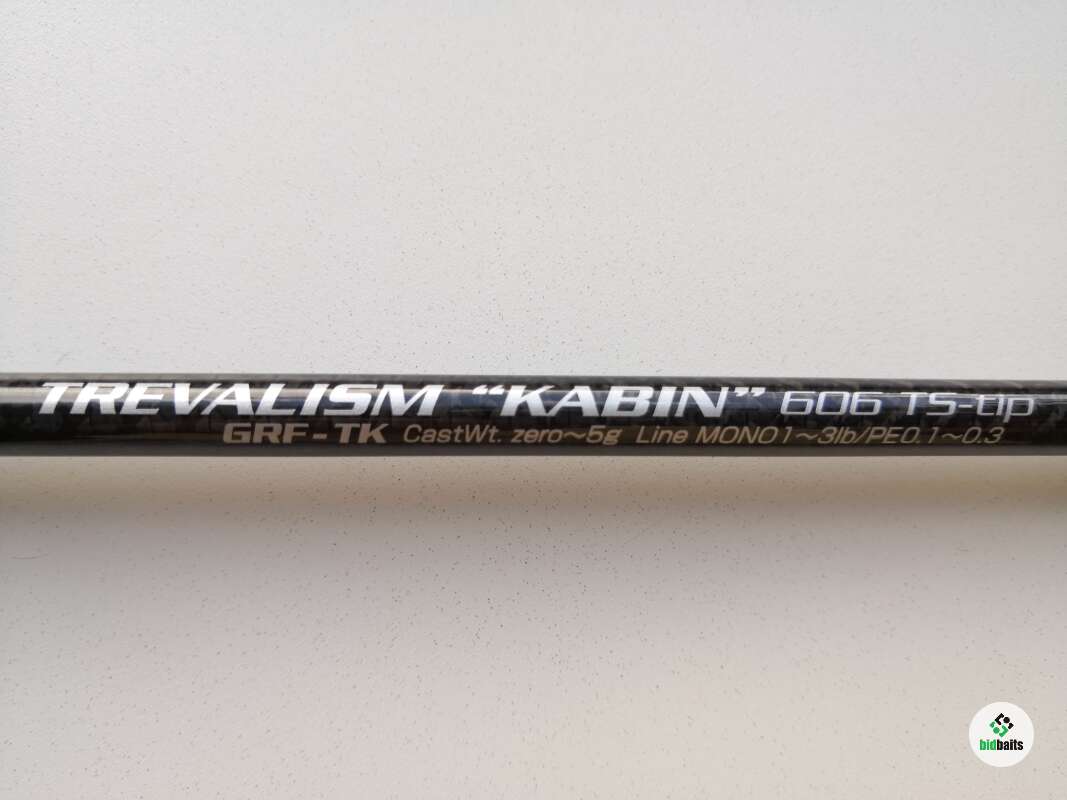 TREVALISM “KABIN” 606 TS-tip
GRF-TK CastWt. zero~5g Line MONO1~3lb/PE0.1~0.3
bidbaits